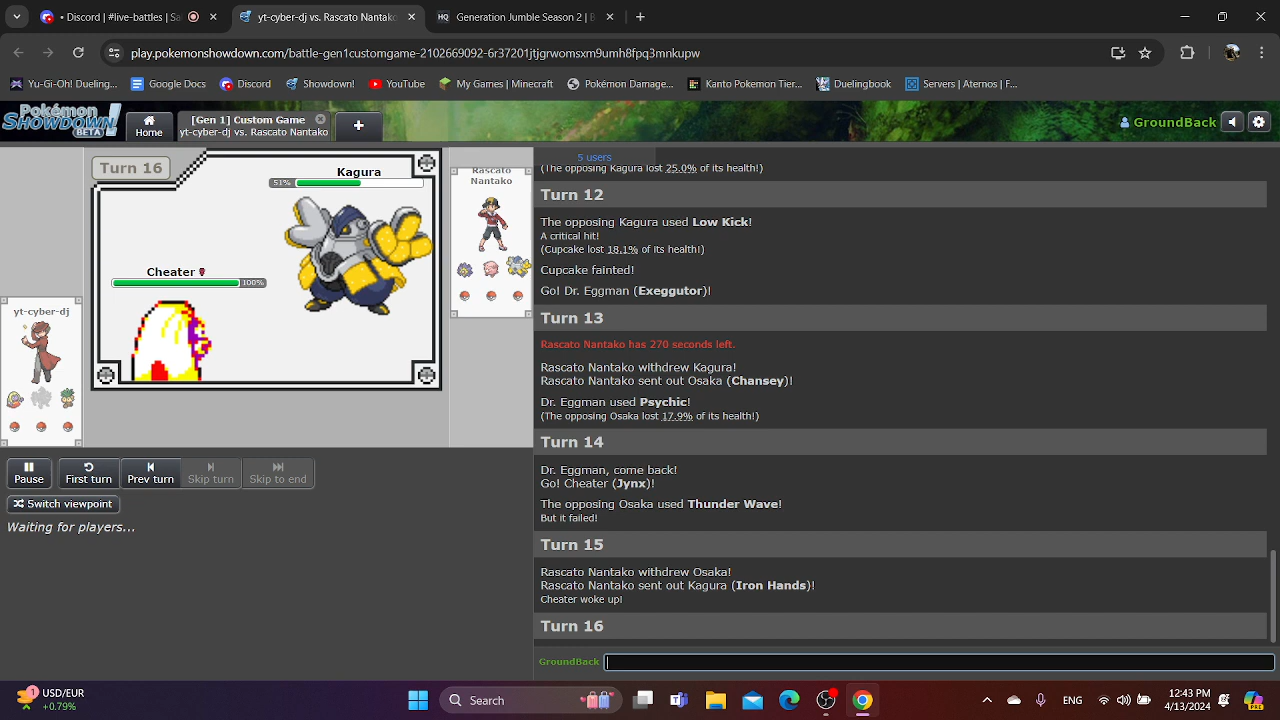 • Discord | #live-battles | Sa
yt-cyber-dj vs. Rascato Nantako
Generation Jumble Season 2 | B
play.pokemonshowdown.com/battle-gen1customgame-2102669092-6r37201jtjgrwomsxm9umh8fpq3mnkupw
Yu-Gi-Oh! Dueling...
Google Docs
Discord
Showdown!
YouTube
My Games | Minecraft
Pokémon Damage...
Kanto Pokémon Tier...
Duelingbook
Servers | Aternos | F...
Pokémon
SHOWDOWN!
BETA
Home
[Gen 1] Custom Game
yt-cyber-dj vs. Rascato Nantako
GroundBack
Turn 16
Kagura
51%
Cheater
100%
yt-cyber-dj
Rascato
Nantako
5 users
(The opposing Kagura lost 25.0% of its health!)
Turn 12
The opposing Kagura used Low Kick!
A critical hit!
(Cupcake lost 18.1% of its health!)
Cupcake fainted!
Go! Dr. Eggman (Exeggutor)!
Turn 13
Rascato Nantako has 270 seconds left.
Rascato Nantako withdrew Kagura!
Rascato Nantako sent out Osaka (Chansey)!
Dr. Eggman used Psychic!
(The opposing Osaka lost 17.9% of its health!)
Turn 14
Dr. Eggman, come back!
Go! Cheater (Jynx)!
The opposing Osaka used Thunder Wave!
But it failed!
Turn 15
Rascato Nantako withdrew Osaka!
Rascato Nantako sent out Kagura (Iron Hands)!
Cheater woke up!
Turn 16
GroundBack
Pause
First turn
Prev turn
Skip turn
Skip to end
Switch viewpoint
Waiting for players...
1
USD/EUR
+0.79%
Search
ENG
12:43 PM
4/13/2024
PRE